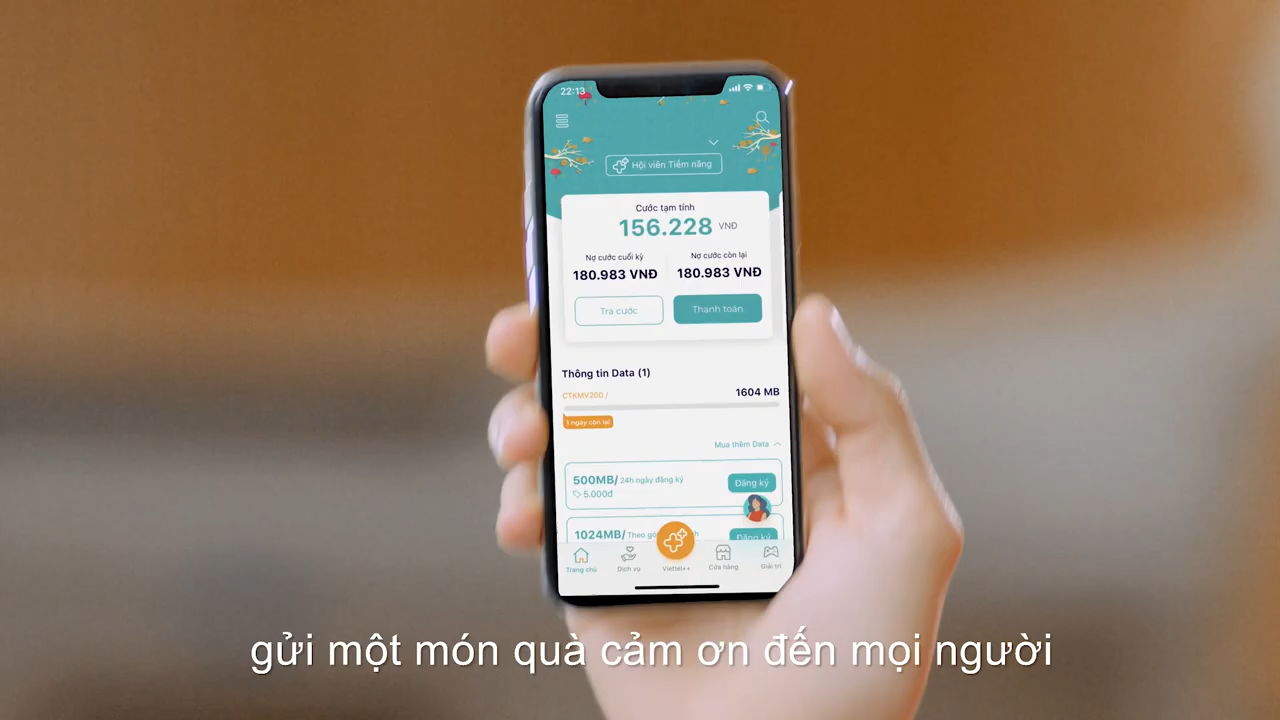 22:13
Hội viên Tiềm năng
Cước tạm tính
156.228 VNĐ
Nợ cước cuối kỳ
Nợ cước còn lại
180.983 VNĐ
180.983 VNĐ
Tra cước
Thanh toán
Thông tin Data (1)
CTKMV200 /
1604 MB
1 ngày còn lại
Mua thêm Data
500MB/ 24h ngày đăng ký
5.000đ
Đăng ký
1024MB/ Theo
Đăng ký
Trang chủ
Dịch vụ
Viettel++
Cửa hàng
Giải trí
gửi một món quà cảm ơn đến mọi người